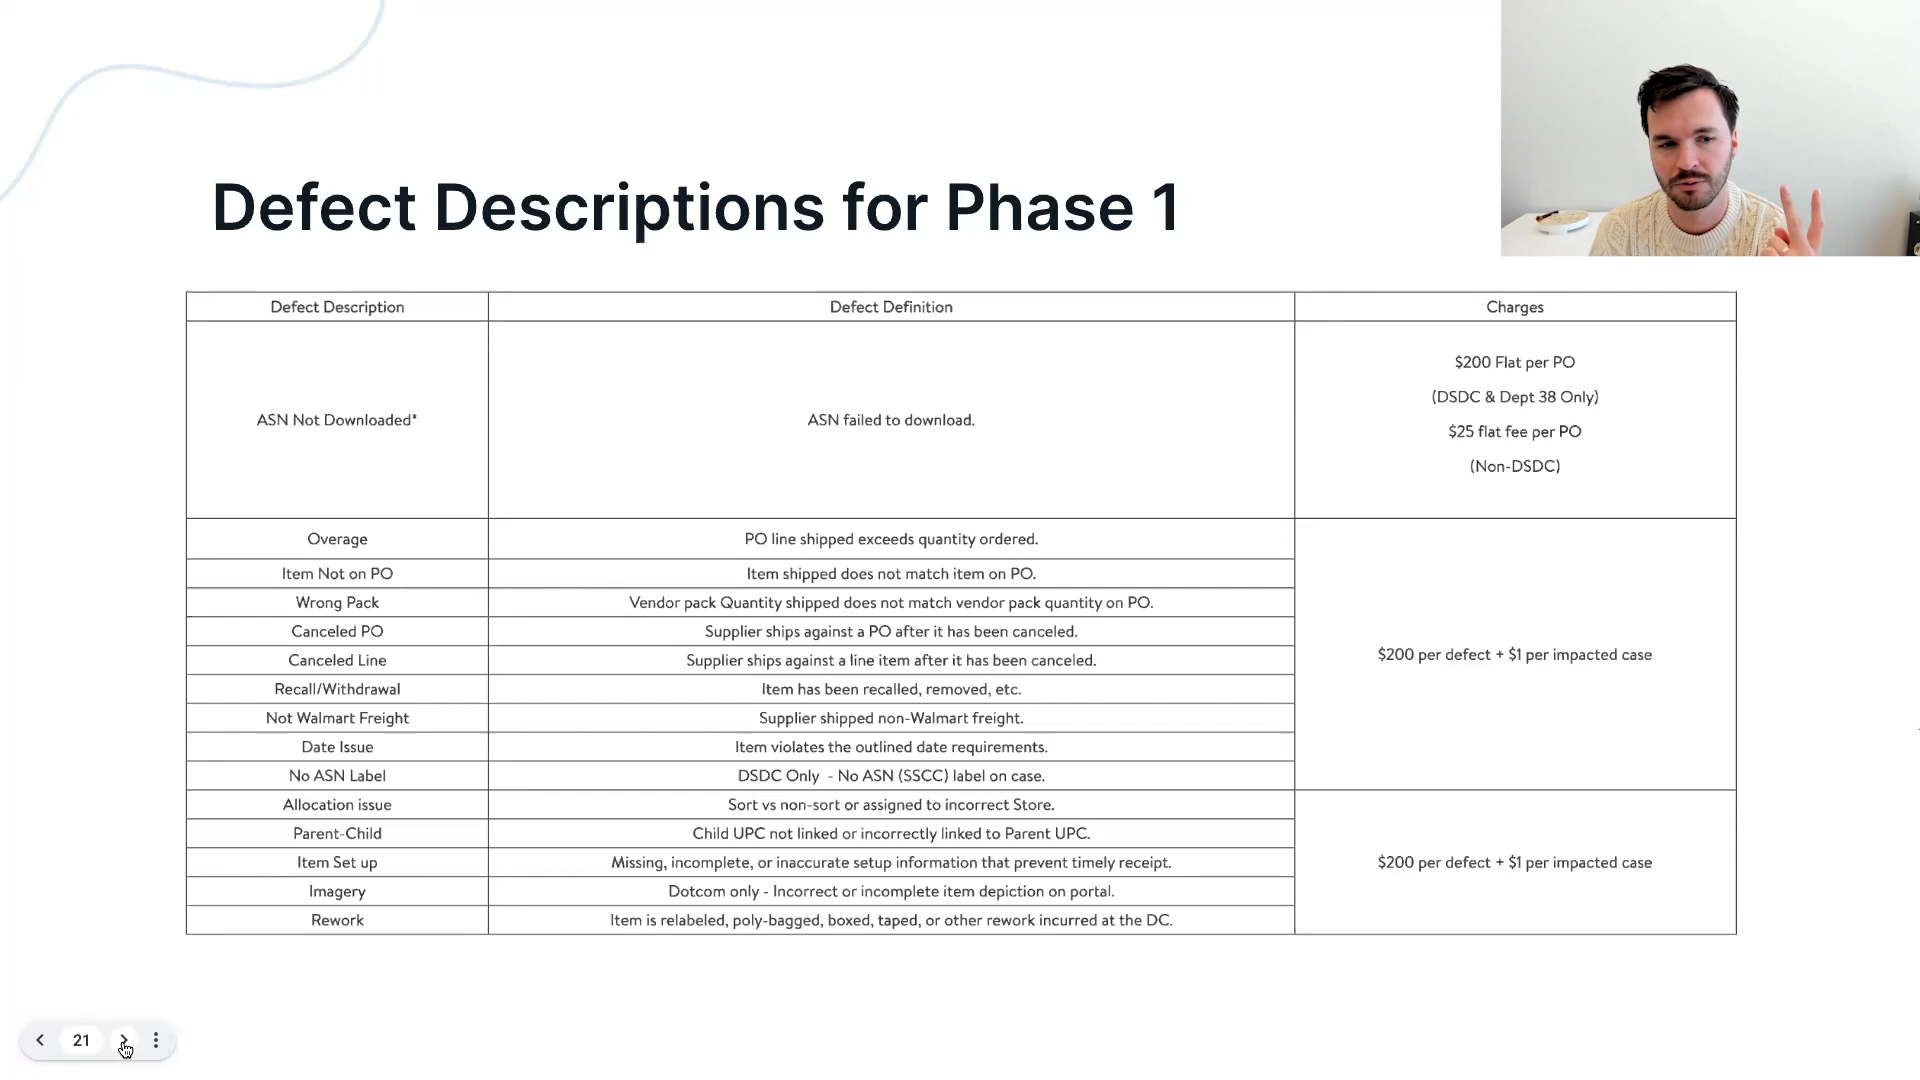 Defect Descriptions for Phase 1
Defect Description
Defect Definition
Charges
ASN Not Downloaded*
ASN failed to download.
$200 Flat per PO
(DSDC & Dept 38 Only)
$25 flat fee per PO
(Non-DSDC)
Overage
PO line shipped exceeds quantity ordered.
Item Not on PO
Item shipped does not match item on PO.
Wrong Pack
Vendor pack Quantity shipped does not match vendor pack quantity on PO.
Canceled PO
Supplier ships against a PO after it has been canceled.
Canceled Line
Supplier ships against a line item after it has been canceled.
$200 per defect + $1 per impacted case
Recall/Withdrawal
Item has been recalled, removed, etc.
Not Walmart Freight
Supplier shipped non-Walmart freight.
Date Issue
Item violates the outlined date requirements.
No ASN Label
DSDC Only - No ASN (SSCC) label on case.
Allocation issue
Sort vs non-sort or assigned to incorrect Store.
Parent-Child
Child UPC not linked or incorrectly linked to Parent UPC.
Item Set up
Missing, incomplete, or inaccurate setup information that prevent timely receipt.
$200 per defect + $1 per impacted case
Imagery
Dotcom only - Incorrect or incomplete item depiction on portal.
Rework
Item is relabeled, poly-bagged, boxed, taped, or other rework incurred at the DC.
21